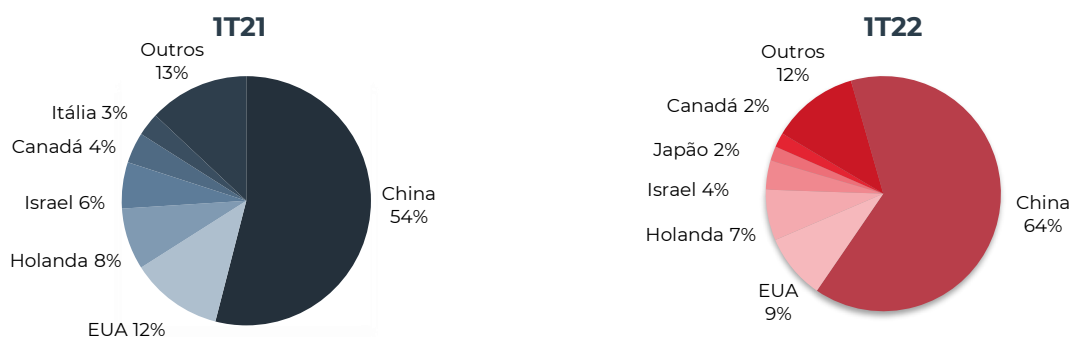 1T21
Outros
13%
Itália 3%
Canadá 4%
Israel 6%
Holanda 8%
EUA 12%
China
54%
1T22
Outros
12%
Canadá 2%
Japão 2%
Israel 4%
Holanda 7%
EUA
9%
China
64%